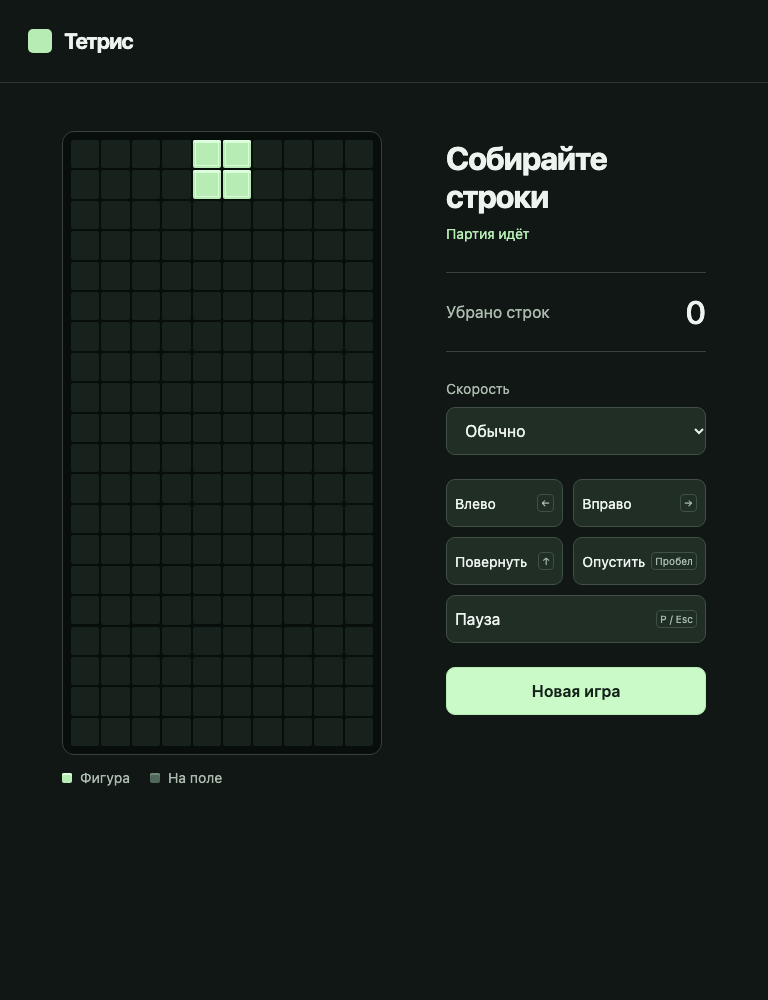 Тетрис
Собирайте
строки
Партия идёт
Убрано строк 0
Скорость
Обычно
Влево ←
Вправо →
Повернуть ↑
Опустить Пробел
Пауза P / Esc
Новая игра
Фигура
На поле